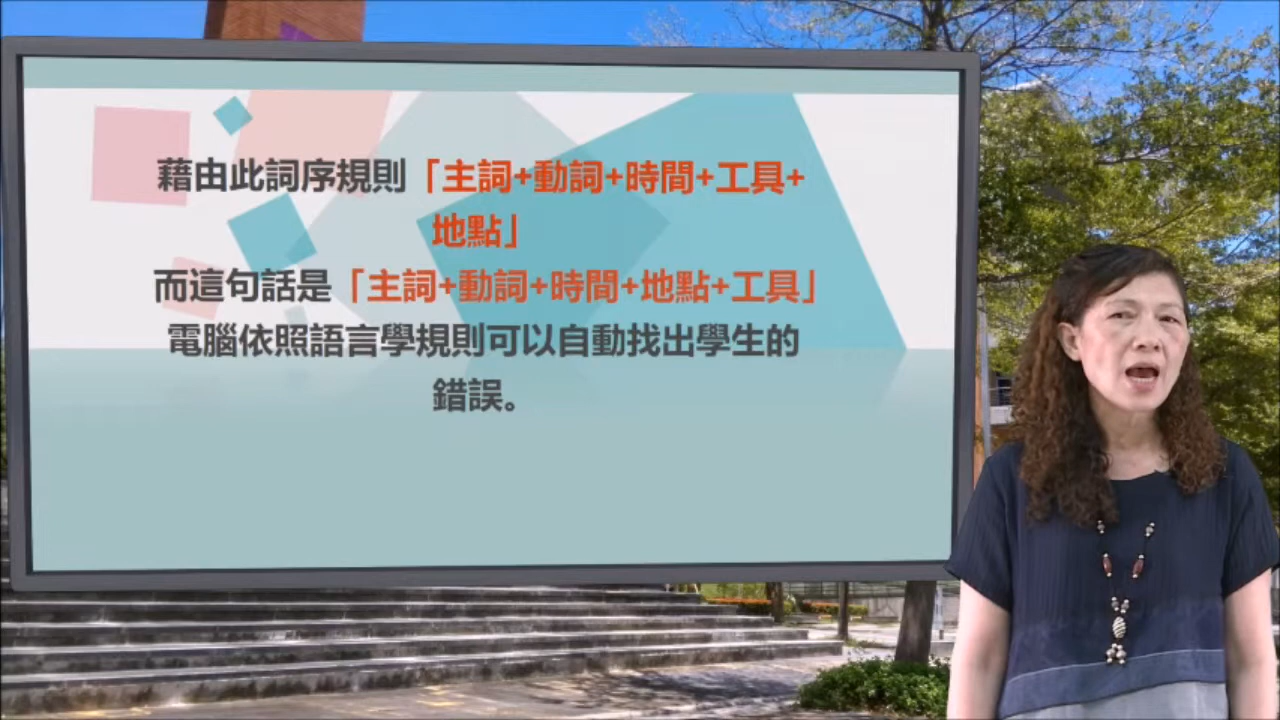 藉由此詞序規則「主詞+動詞+時間+工具+
地點」
而這句話是「主詞+動詞+時間+地點+工具」
電腦依照語言學規則可以自動找出學生的
錯誤。